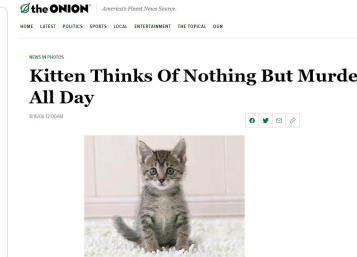 the ONION®
America's Finest News Source.
HOME LATEST POLITICS SPORTS LOCAL ENTERTAINMENT THE TOPICAL OGN
NEWS IN PHOTOS
Kitten Thinks Of Nothing But Murde
All Day